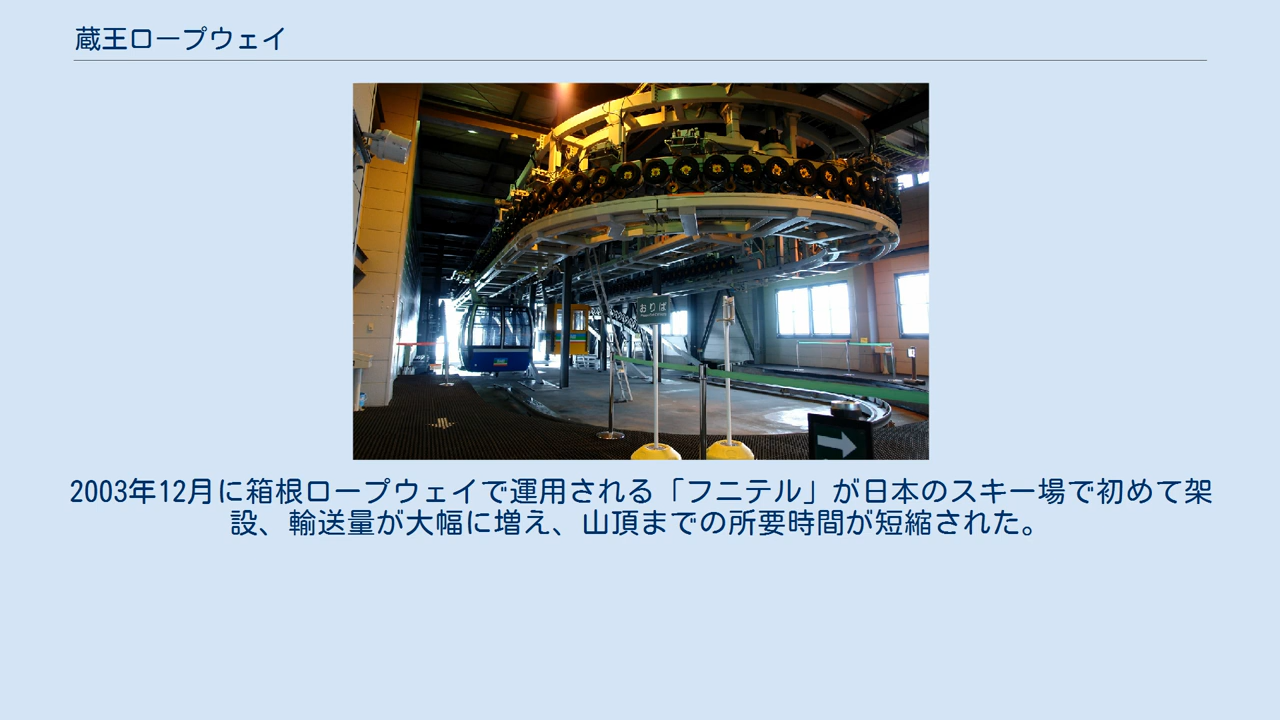 蔵王ロープウェイ
おりば
2003年12月に箱根ロープウェイで運用される「フニテル」が日本のスキー場で初めて架
設、輸送量が大幅に増え、山頂までの所要時間が短縮された。